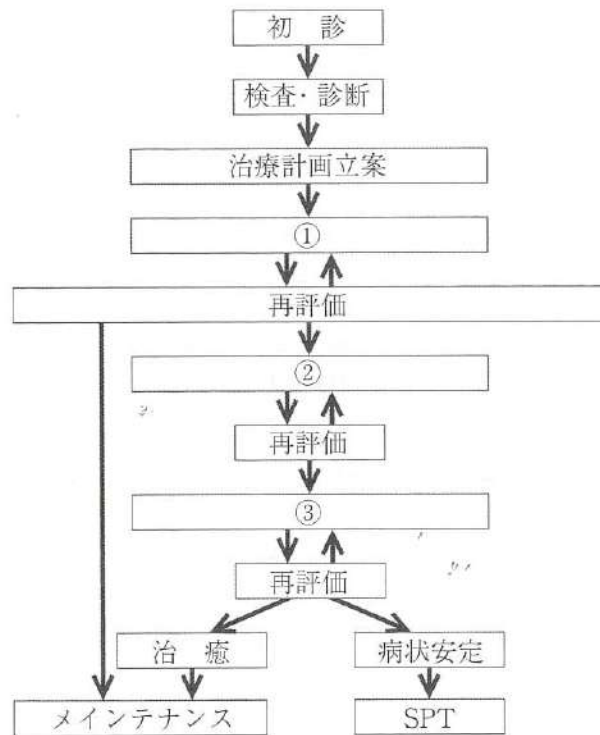 初 診
検査・診断
治療計画立案
①
再評価
②
再評価
③
再評価
治 癒 病状安定
メインテナンス SPT